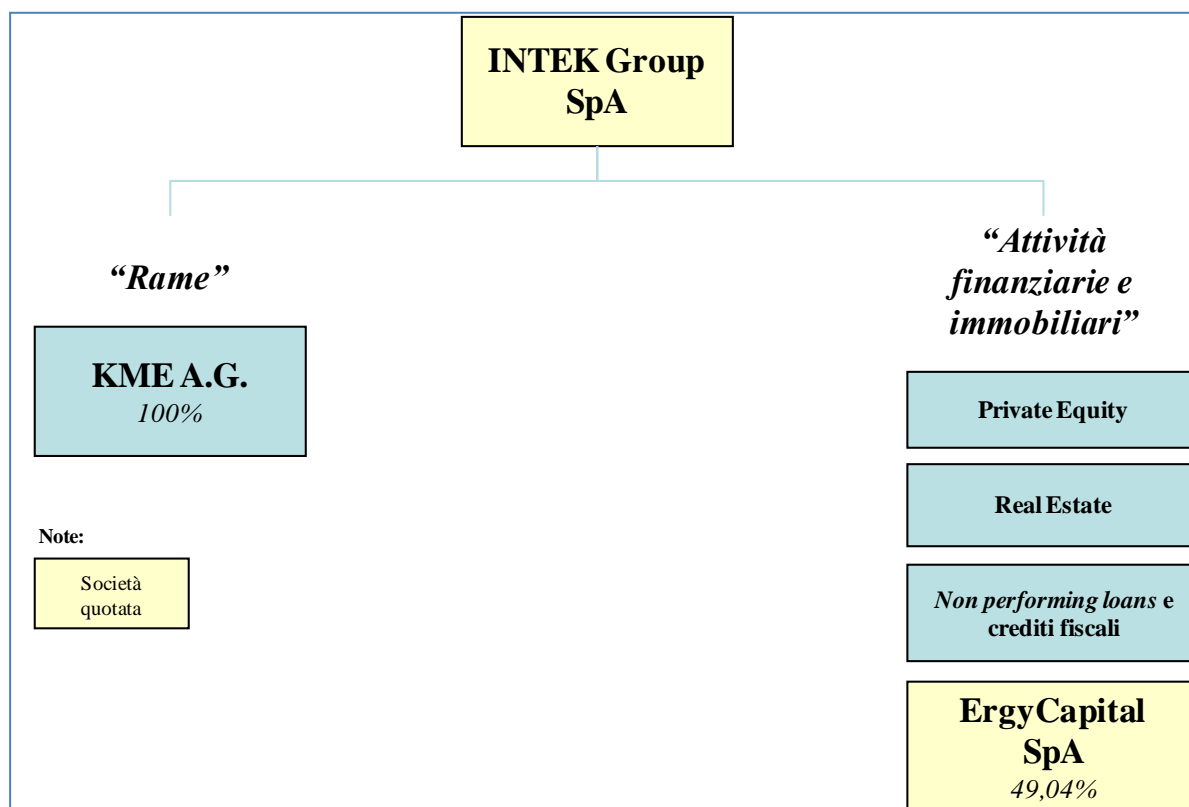 INTEK Group
SpA
“Rame”
KME A.G.
100%
Note:
Società
quotata
“Attività
finanziarie e
immobiliari”
Private Equity
Real Estate
Non performing loans e
crediti fiscali
ErgyCapital
SpA
49,04%